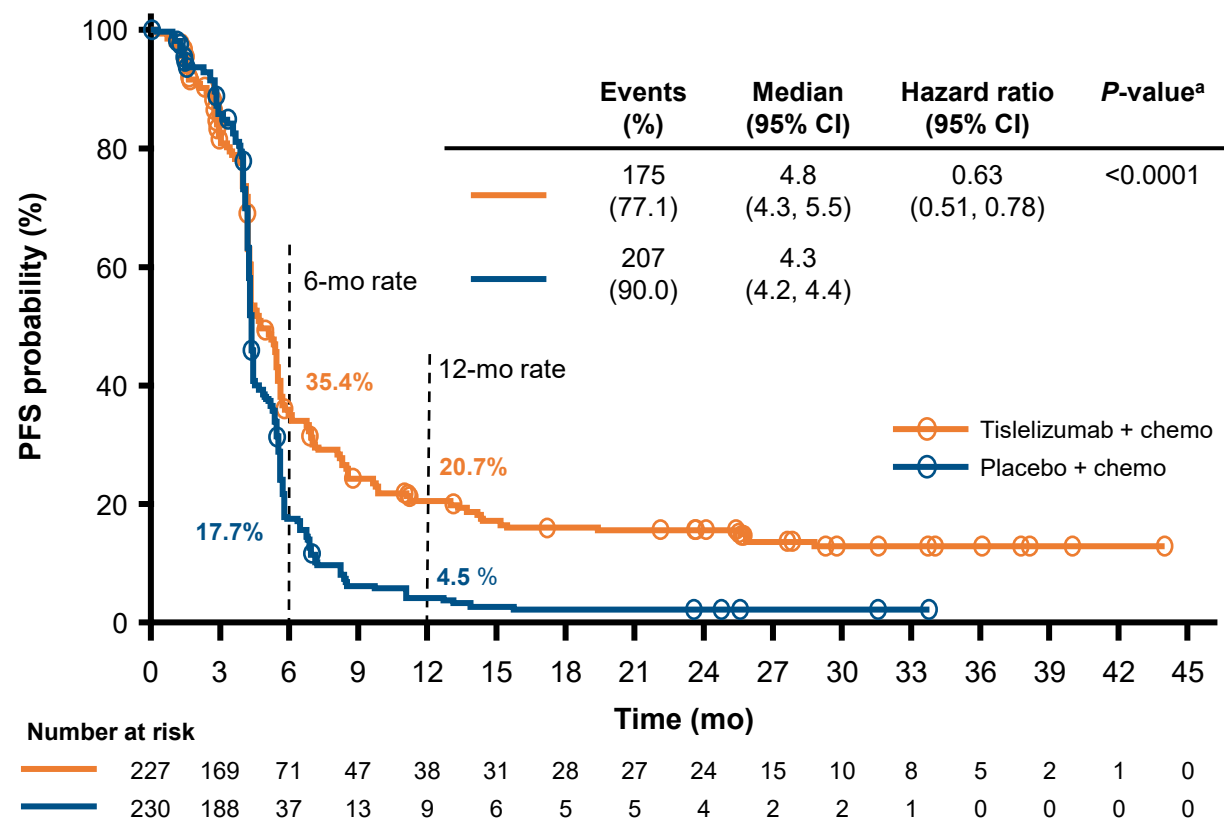 PFS probability (%)
100
80
60
40
20
0
Events
(%)
Median
(95% CI)
Hazard ratio
(95% CI)
P-valueᵃ
175
(77.1)
4.8
(4.3, 5.5)
0.63
(0.51, 0.78)
<0.0001
207
(90.0)
4.3
(4.2, 4.4)
6-mo rate
12-mo rate
35.4%
20.7%
17.7%
4.5 %
Tislelizumab + chemo
Placebo + chemo
0 3 6 9 12 15 18 21 24 27 30 33 36 39 42 45
Time (mo)
Number at risk
227 169 71 47 38 31 28 27 24 15 10 8 5 2 1 0
230 188 37 13 9 6 5 5 4 2 2 1 0 0 0 0